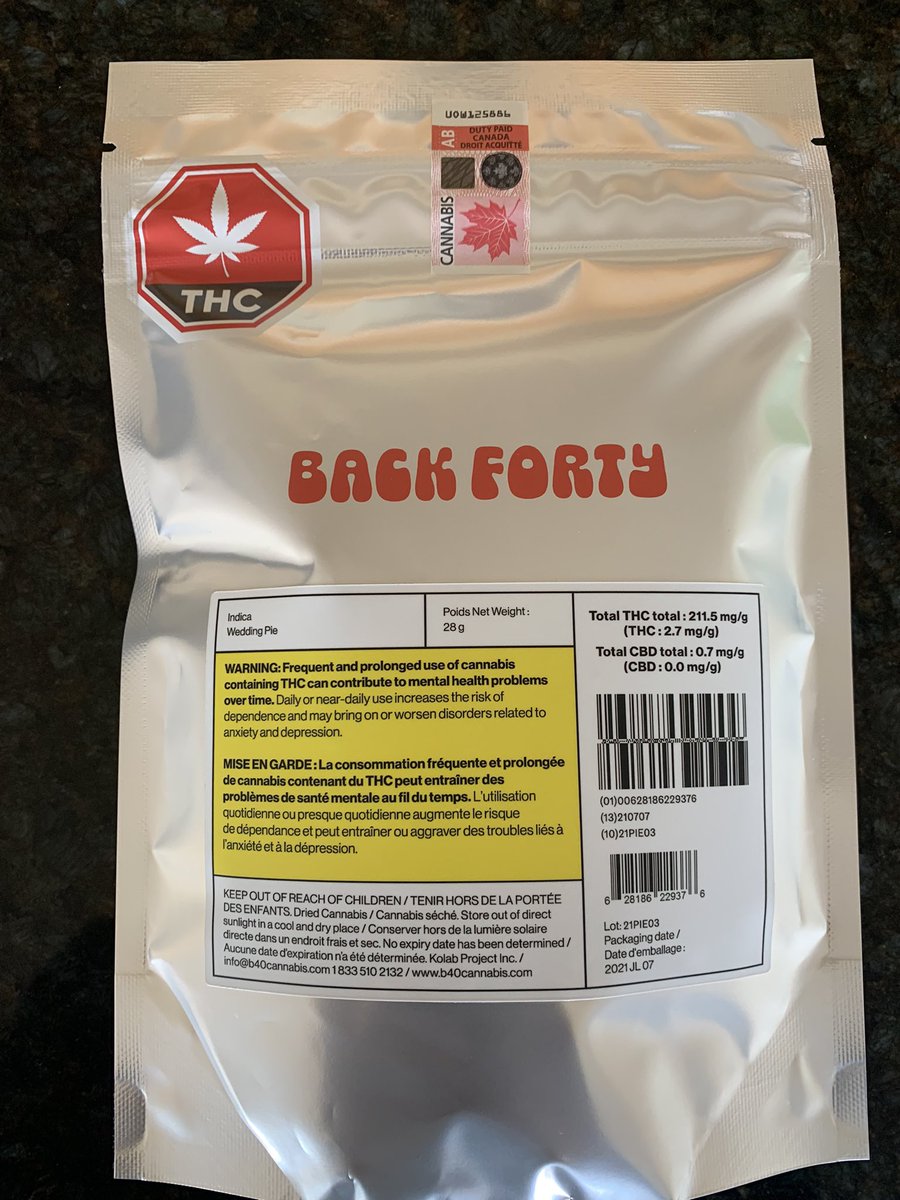 U0W125886
AB
DUTY PAID
CANADA
DROIT ACQUITTÉ
CANNABIS
THC
BACK FORTY
Indica
Wedding Pie
Poids Net Weight :
28 g
Total THC total : 211.5 mg/g
(THC : 2.7 mg/g)
Total CBD total : 0.7 mg/g
(CBD : 0.0 mg/g)
WARNING: Frequent and prolonged use of cannabis
containing THC can contribute to mental health problems
over time. Daily or near-daily use increases the risk of
dependence and may bring on or worsen disorders related to
anxiety and depression.
MISE EN GARDE : La consommation fréquente et prolongée
de cannabis contenant du THC peut entraîner des
problèmes de santé mentale au fil du temps. L'utilisation
quotidienne ou presque quotidienne augmente le risque
de dépendance et peut entraîner ou aggraver des troubles liés à
l'anxiété et à la dépression.
(01)00628186229376
(13)210707
(10)21PIE03
6 28186 22937 6
Lot: 21PIE03
Packaging date /
Date d'emballage :
2021 JL 07
KEEP OUT OF REACH OF CHILDREN / TENIR HORS DE LA PORTÉE
DES ENFANTS. Dried Cannabis / Cannabis séché. Store out of direct
sunlight in a cool and dry place / Conserver hors de la lumière solaire
directe dans un endroit frais et sec. No expiry date has been determined /
Aucune date d'expiration n'a été déterminée. Kolab Project Inc. /
info@b40cannabis.com 1 833 510 2132 / www.b40cannabis.com